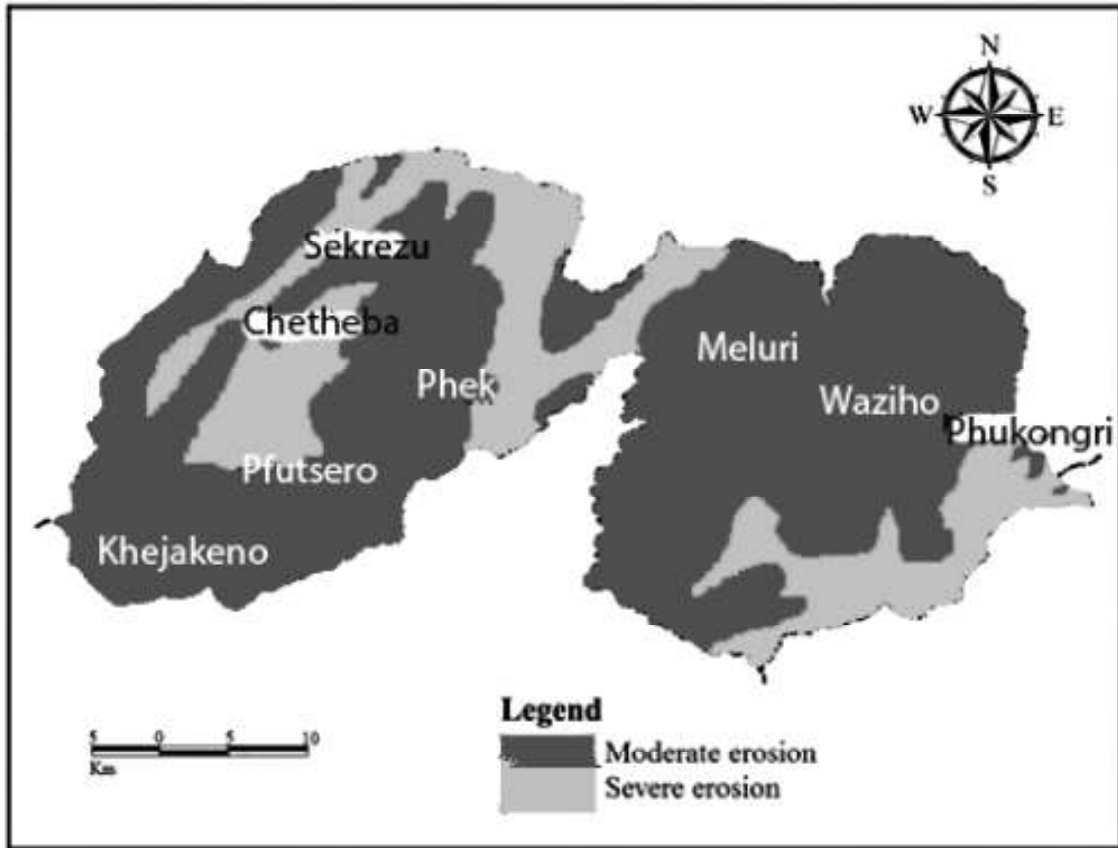 N
W E
S
Sekrezu
Chetheba
Meluri
Phek
Waziho
Phukongri
Pfutsero
Khejakeno
Legend
Moderate erosion
Severe erosion
5 0 5 10
Km